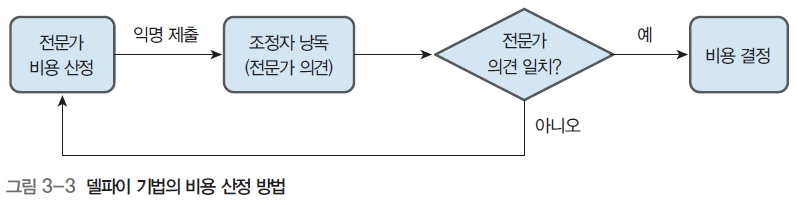 전문가
비용 산정
익명 제출
조정자 낭독
(전문가 의견)
전문가
의견 일치?
예
비용 결정
아니오
그림 3-3 델파이 기법의 비용 산정 방법